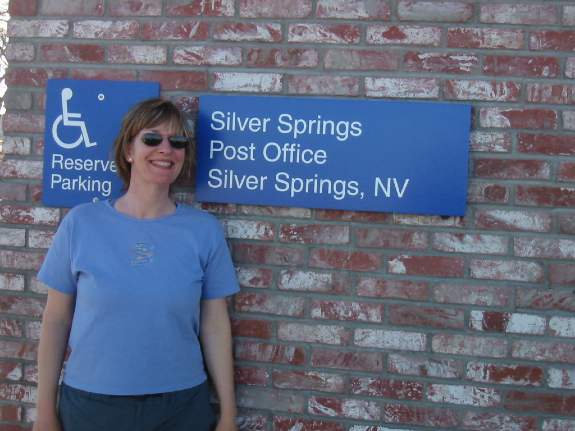 Reserve
Parking
Silver Springs
Post Office
Silver Springs, NV